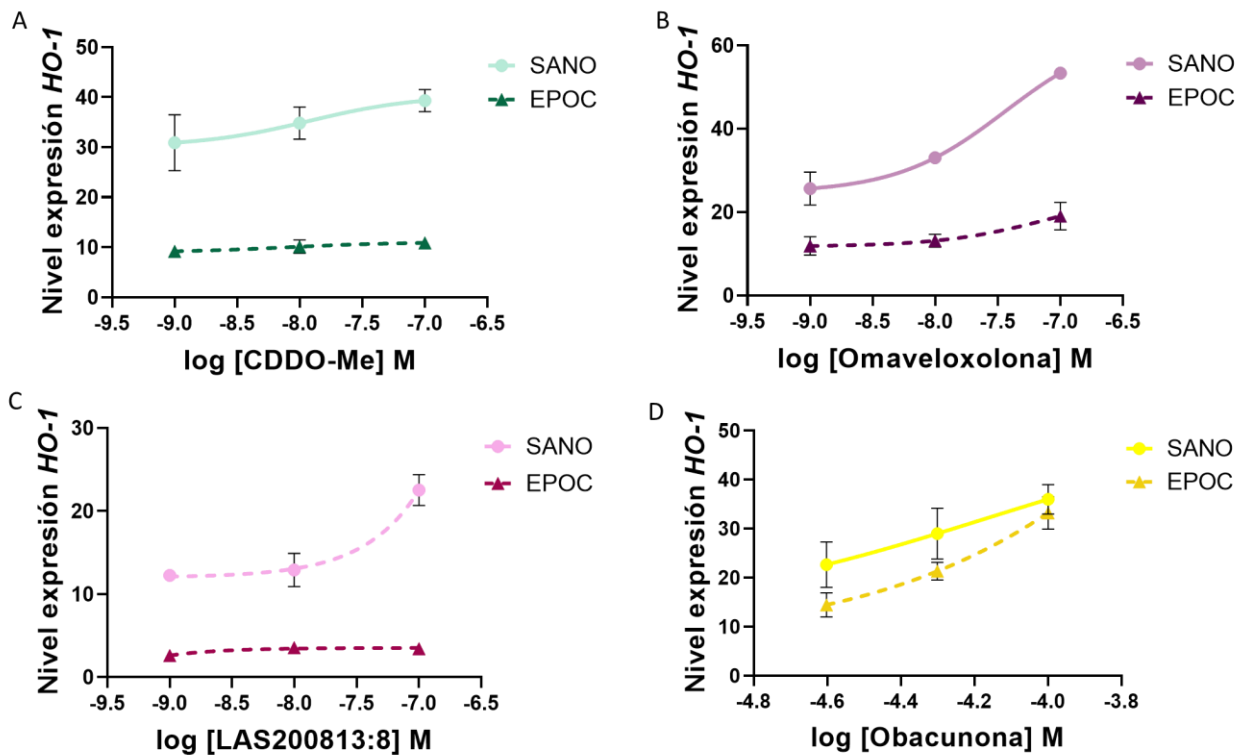 A
Nivel expresión HO-1
50
40
30
20
10
0
-9.5 -9.0 -8.5 -8.0 -7.5 -7.0 -6.5
log [CDDO-Me] M
SANO
EPOC
B
Nivel expresión HO-1
60
40
20
0
-9.5 -9.0 -8.5 -8.0 -7.5 -7.0 -6.5
log [Omaveloxolona] M
SANO
EPOC
C
Nivel expresión HO-1
30
20
10
0
-9.5 -9.0 -8.5 -8.0 -7.5 -7.0 -6.5
log [LAS200813:8] M
SANO
EPOC
D
Nivel expresión HO-1
50
40
30
20
10
0
-4.8 -4.6 -4.4 -4.2 -4.0 -3.8
log [Obacunona] M
SANO
EPOC